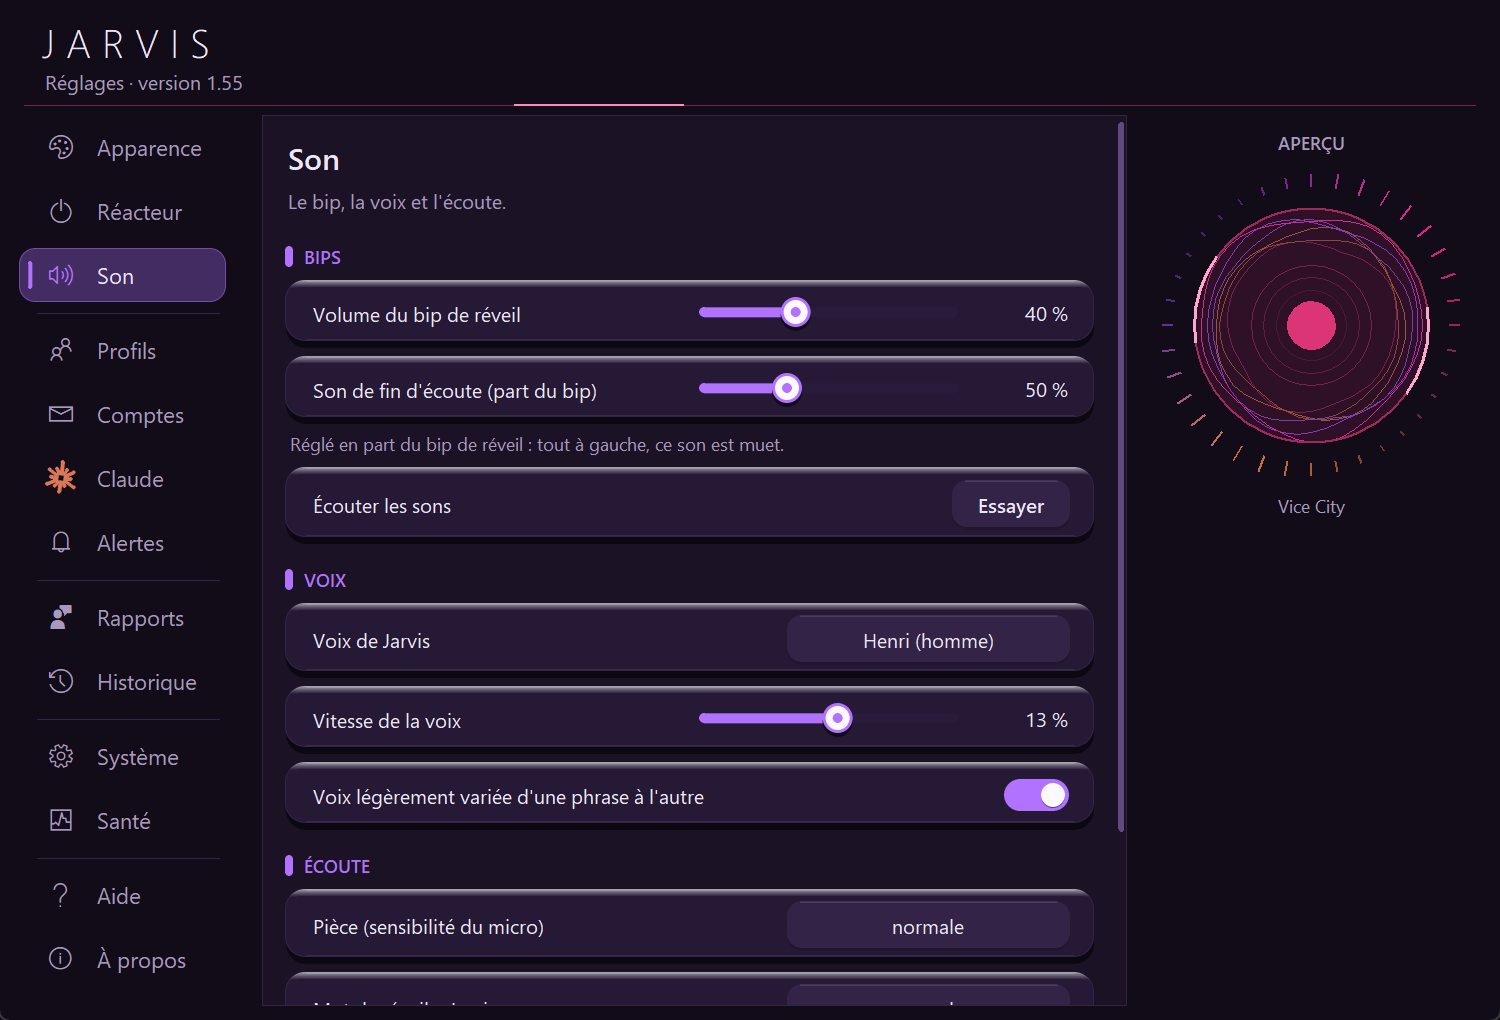 JARVIS
Réglages · version 1.55
Apparence
Réacteur
Son
Profils
Comptes
Claude
Alertes
Rapports
Historique
Système
Santé
Aide
À propos
Son
Le bip, la voix et l'écoute.
BIPS
Volume du bip de réveil 40 %
Son de fin d'écoute (part du bip) 50 %
Réglé en part du bip de réveil : tout à gauche, ce son est muet.
Écouter les sons Essayer
VOIX
Voix de Jarvis Henri (homme)
Vitesse de la voix 13 %
Voix légèrement variée d'une phrase à l'autre
ÉCOUTE
Pièce (sensibilité du micro) normale
APERÇU
Vice City